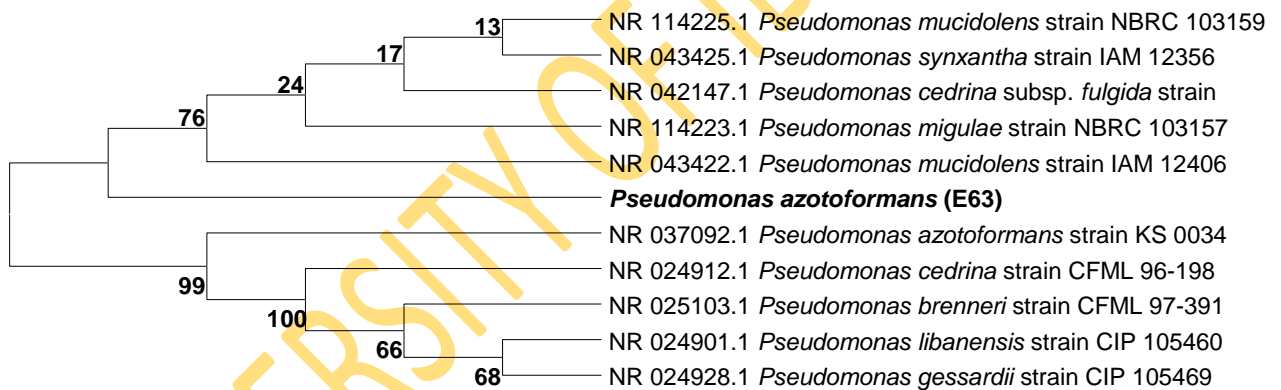 NR 114225.1 Pseudomonas mucidolens strain NBRC 103159
13
NR 043425.1 Pseudomonas synxantha strain IAM 12356
17
NR 042147.1 Pseudomonas cedrina subsp. fulgida strain
24
NR 114223.1 Pseudomonas migulae strain NBRC 103157
76
NR 043422.1 Pseudomonas mucidolens strain IAM 12406
Pseudomonas azotoformans (E63)
NR 037092.1 Pseudomonas azotoformans strain KS 0034
99
NR 024912.1 Pseudomonas cedrina strain CFML 96-198
100
NR 025103.1 Pseudomonas brenneri strain CFML 97-391
66
NR 024901.1 Pseudomonas libanensis strain CIP 105460
68
NR 024928.1 Pseudomonas gessardii strain CIP 105469
ERSITY OF